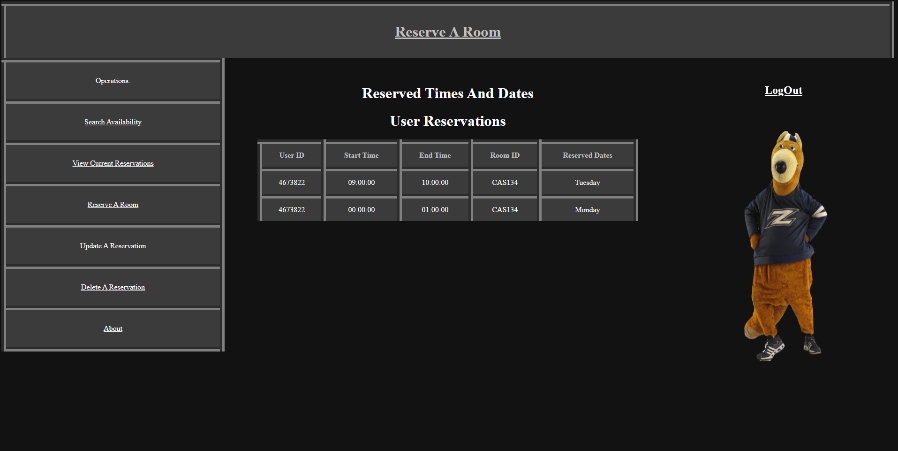 Reserve A Room
Operations.
Search Availability
View Current Reservations
Reserve A Room
Update A Reservation
Delete A Reservation
About
Reserved Times And Dates
User Reservations
User ID Start Time End Time Room ID Reserved Dates
4673822 09:00:00 10:00:00 CAS134 Tuesday
4673822 00:00:00 01:00:00 CAS134 Monday
LogOut
Z